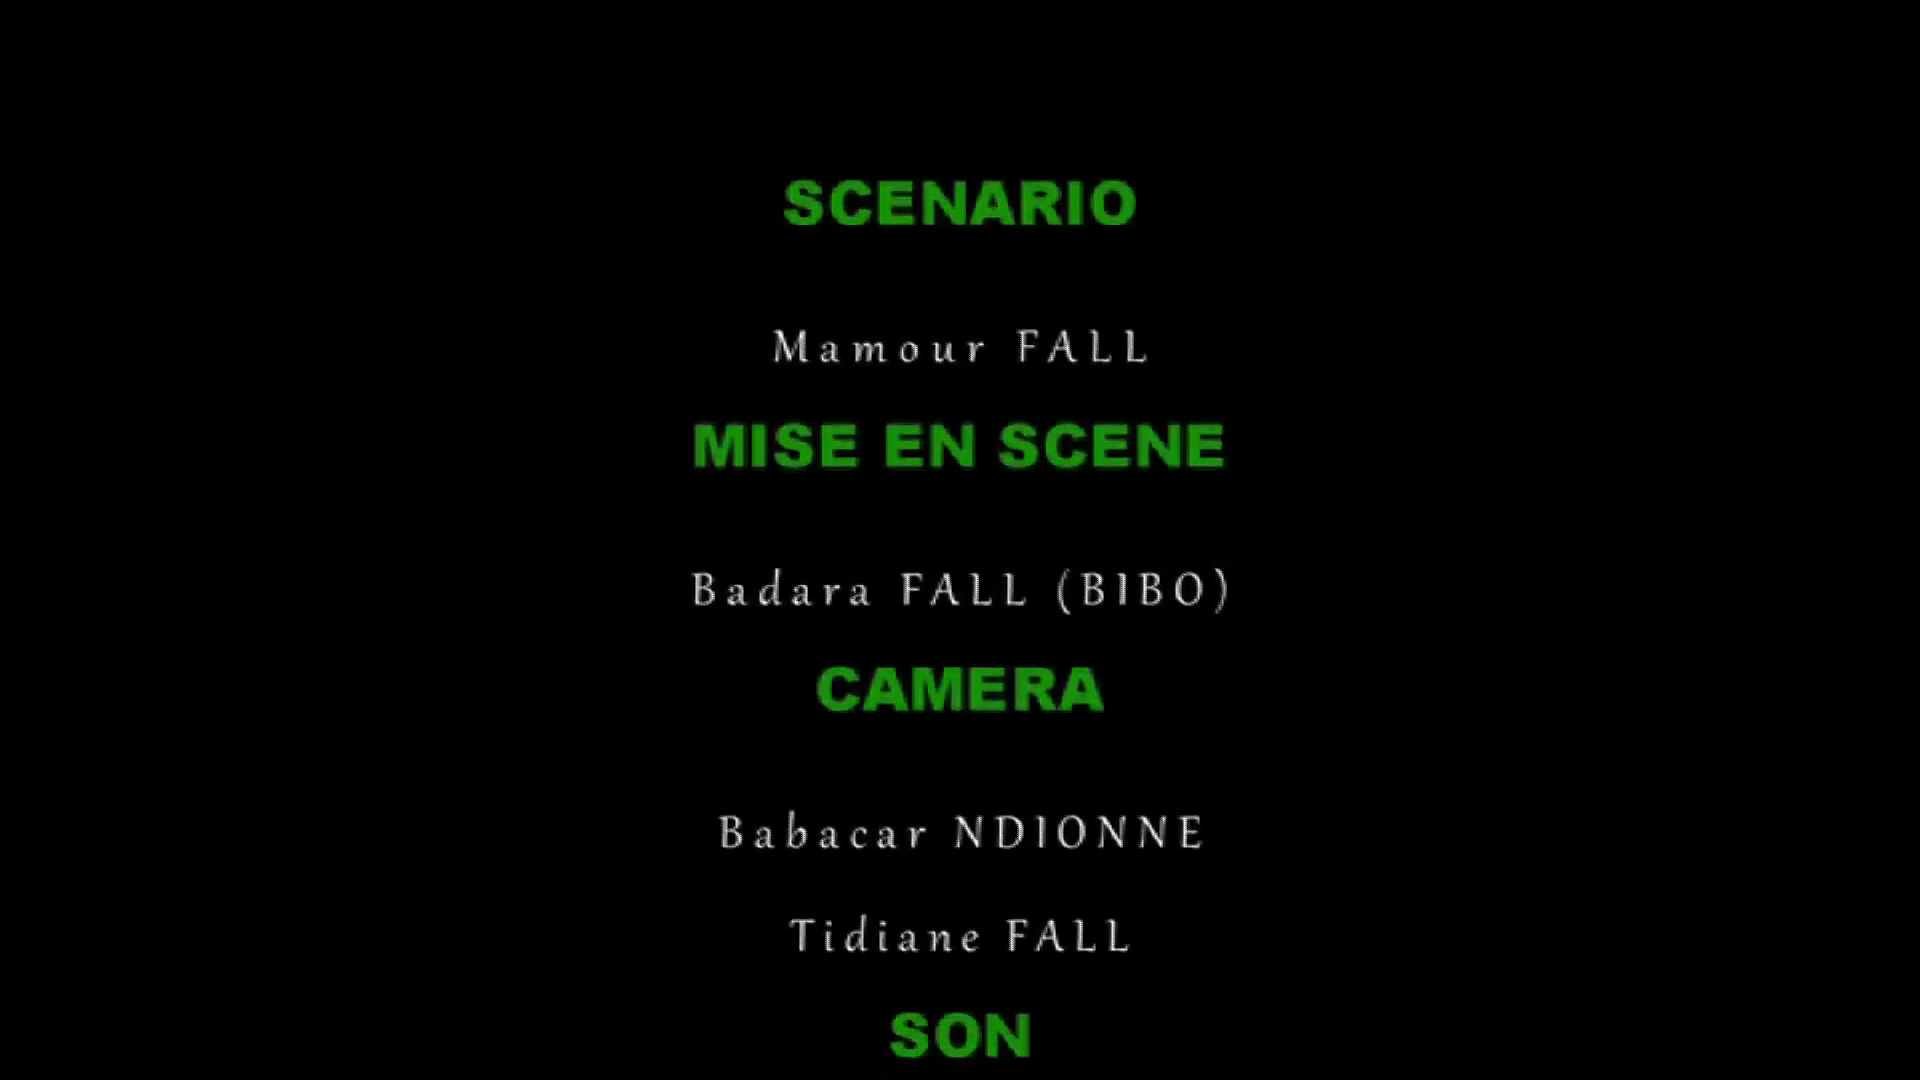 SCENARIO
Mamour FALL
MISE EN SCENE
Badara FALL (BIBO)
CAMERA
Babacar NDIONNE
Tidiane FALL
SON